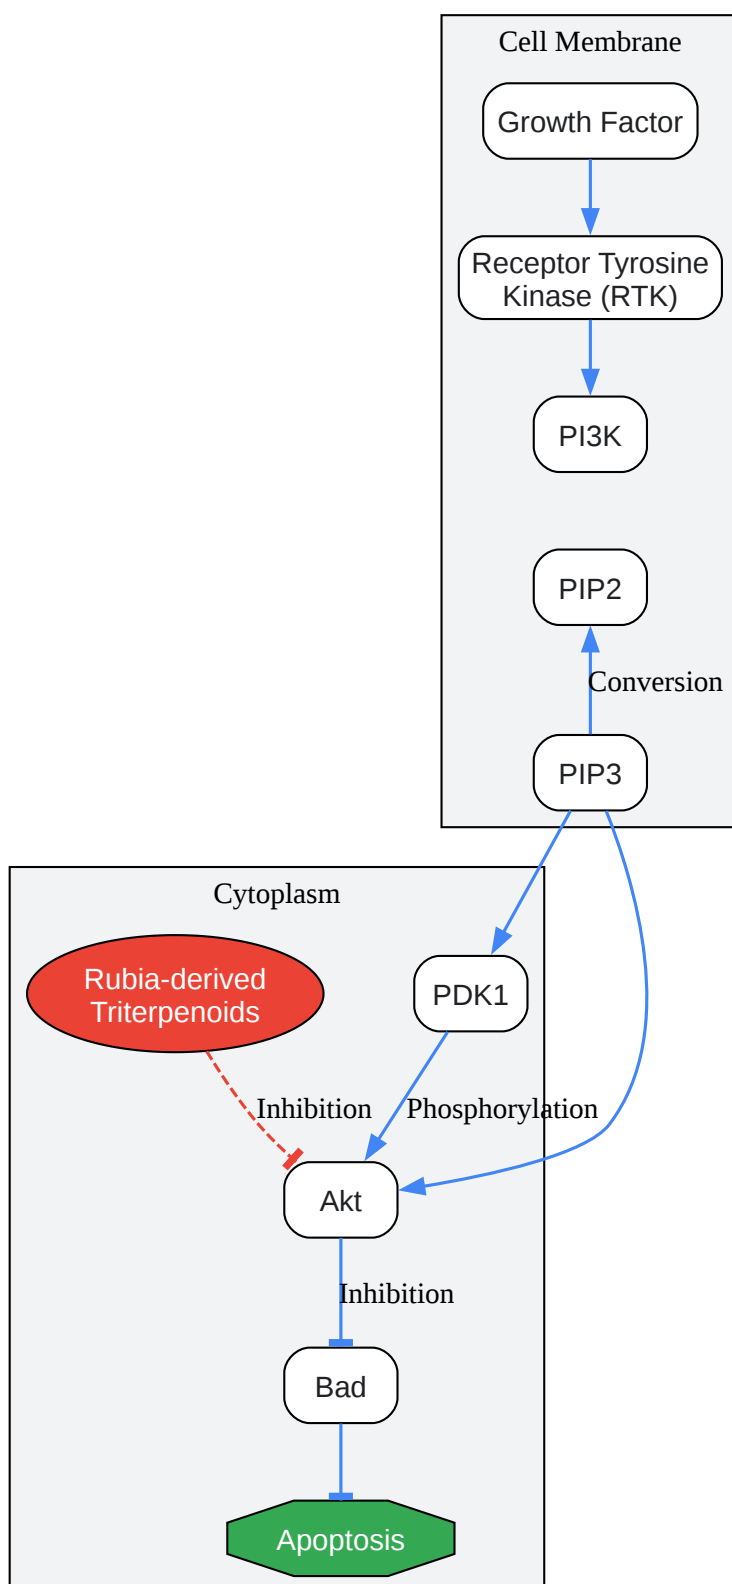 Cell Membrane
Growth Factor
Receptor Tyrosine
Kinase (RTK)
PI3K
PIP2
Conversion
PIP3
Cytoplasm
Rubia-derived
Triterpenoids
PDK1
Inhibition
Phosphorylation
Akt
Inhibition
Bad
Apoptosis